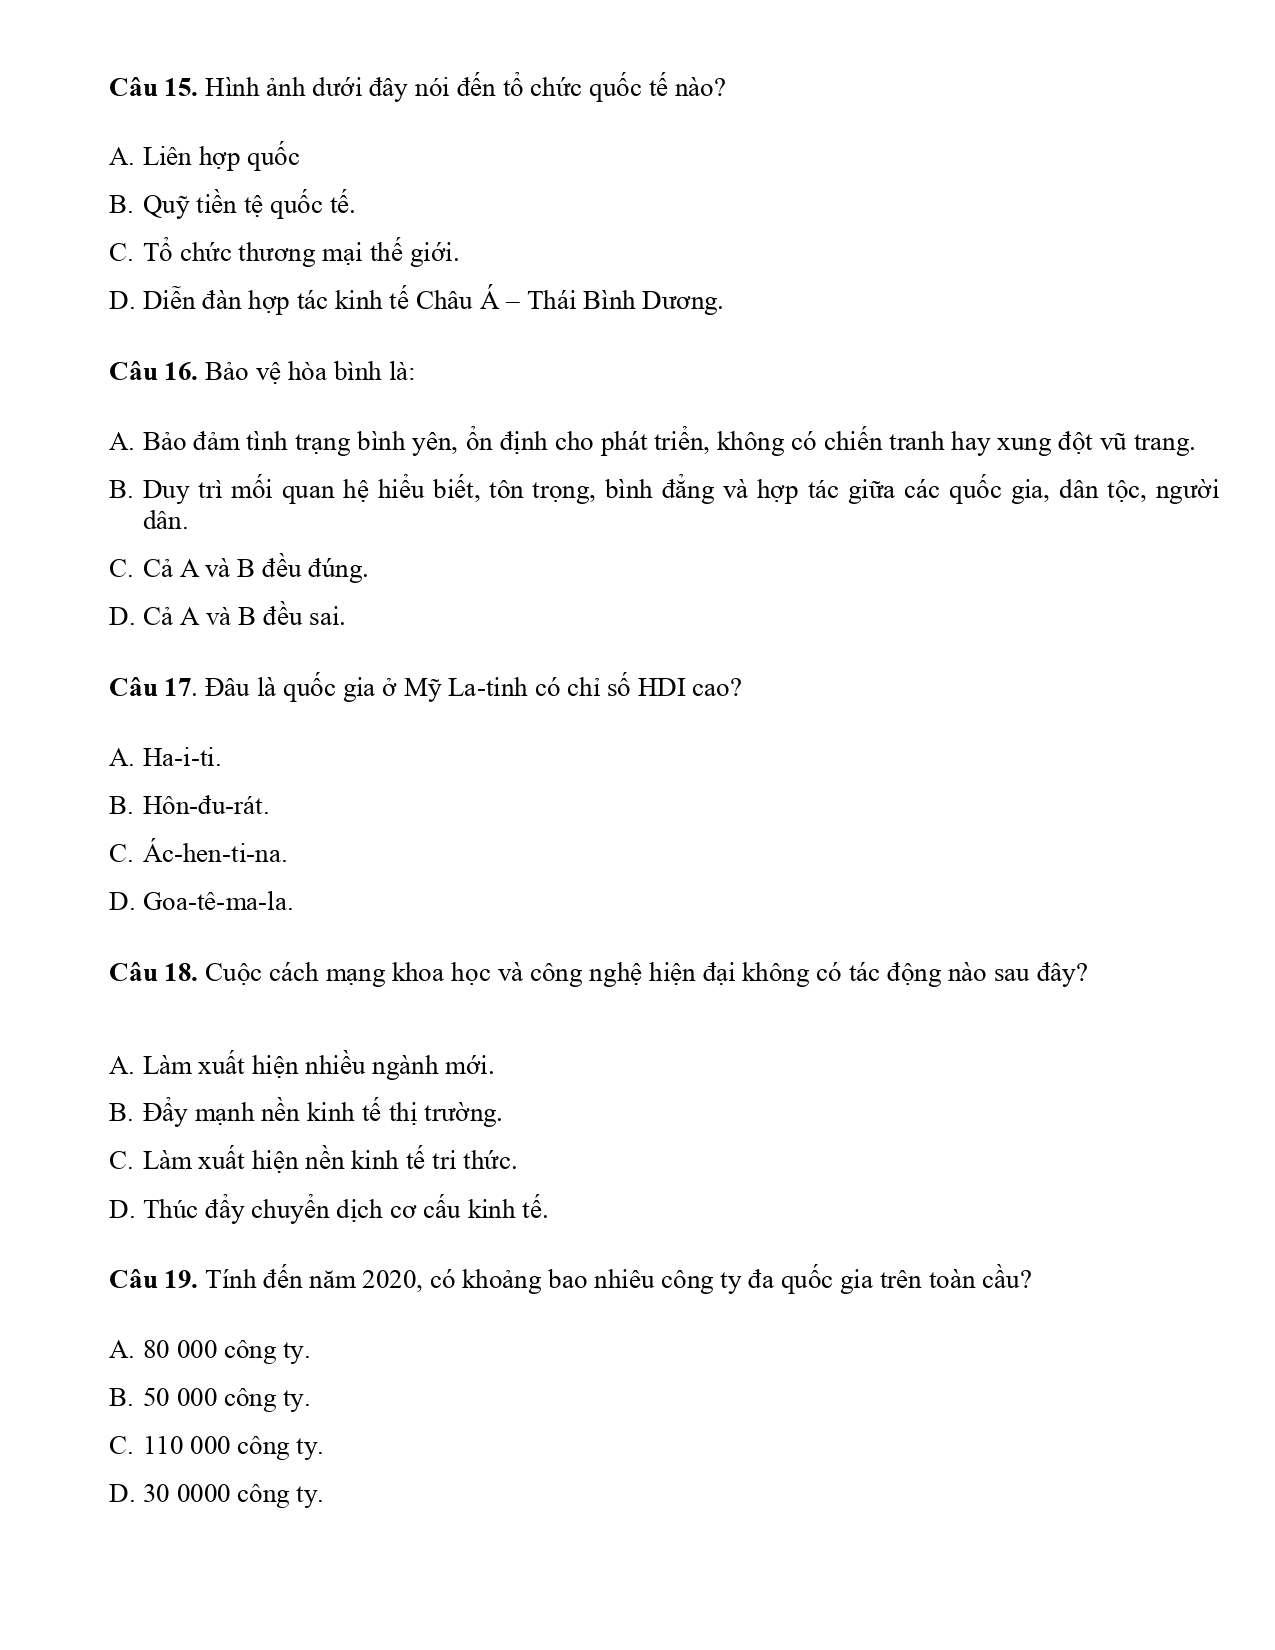 Câu 15. Hình ảnh dưới đây nói đến tổ chức quốc tế nào?
A. Liên hợp quốc
B. Quỹ tiền tệ quốc tế.
C. Tổ chức thương mại thế giới.
D. Diễn đàn hợp tác kinh tế Châu Á – Thái Bình Dương.
Câu 16. Bảo vệ hòa bình là:
A. Bảo đảm tình trạng bình yên, ổn định cho phát triển, không có chiến tranh hay xung đột vũ trang.
B. Duy trì mối quan hệ hiểu biết, tôn trọng, bình đẳng và hợp tác giữa các quốc gia, dân tộc, người
dân.
C. Cả A và B đều đúng.
D. Cả A và B đều sai.
Câu 17. Đâu là quốc gia ở Mỹ La-tinh có chỉ số HDI cao?
A. Ha-i-ti.
B. Hôn-đu-rát.
C. Ác-hen-ti-na.
D. Goa-tê-ma-la.
Câu 18. Cuộc cách mạng khoa học và công nghệ hiện đại không có tác động nào sau đây?
A. Làm xuất hiện nhiều ngành mới.
B. Đẩy mạnh nền kinh tế thị trường.
C. Làm xuất hiện nền kinh tế tri thức.
D. Thúc đẩy chuyển dịch cơ cấu kinh tế.
Câu 19. Tính đến năm 2020, có khoảng bao nhiêu công ty đa quốc gia trên toàn cầu?
A. 80 000 công ty.
B. 50 000 công ty.
C. 110 000 công ty.
D. 30 0000 công ty.